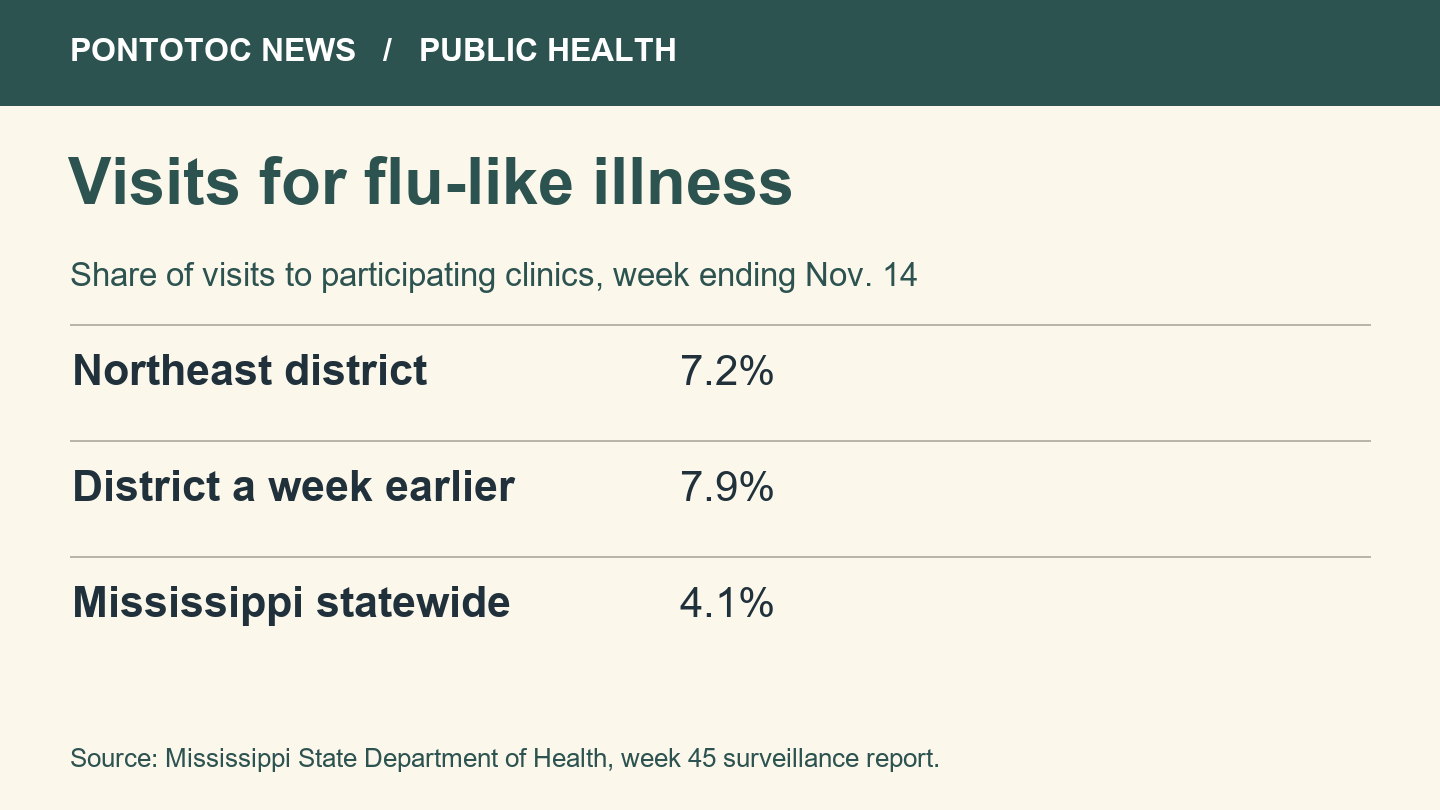 PONTOTOC NEWS / PUBLIC HEALTH
Visits for flu-like illness
Share of visits to participating clinics, week ending Nov. 14
Northeast district 7.2%
District a week earlier 7.9%
Mississippi statewide 4.1%
Source: Mississippi State Department of Health, week 45 surveillance report.